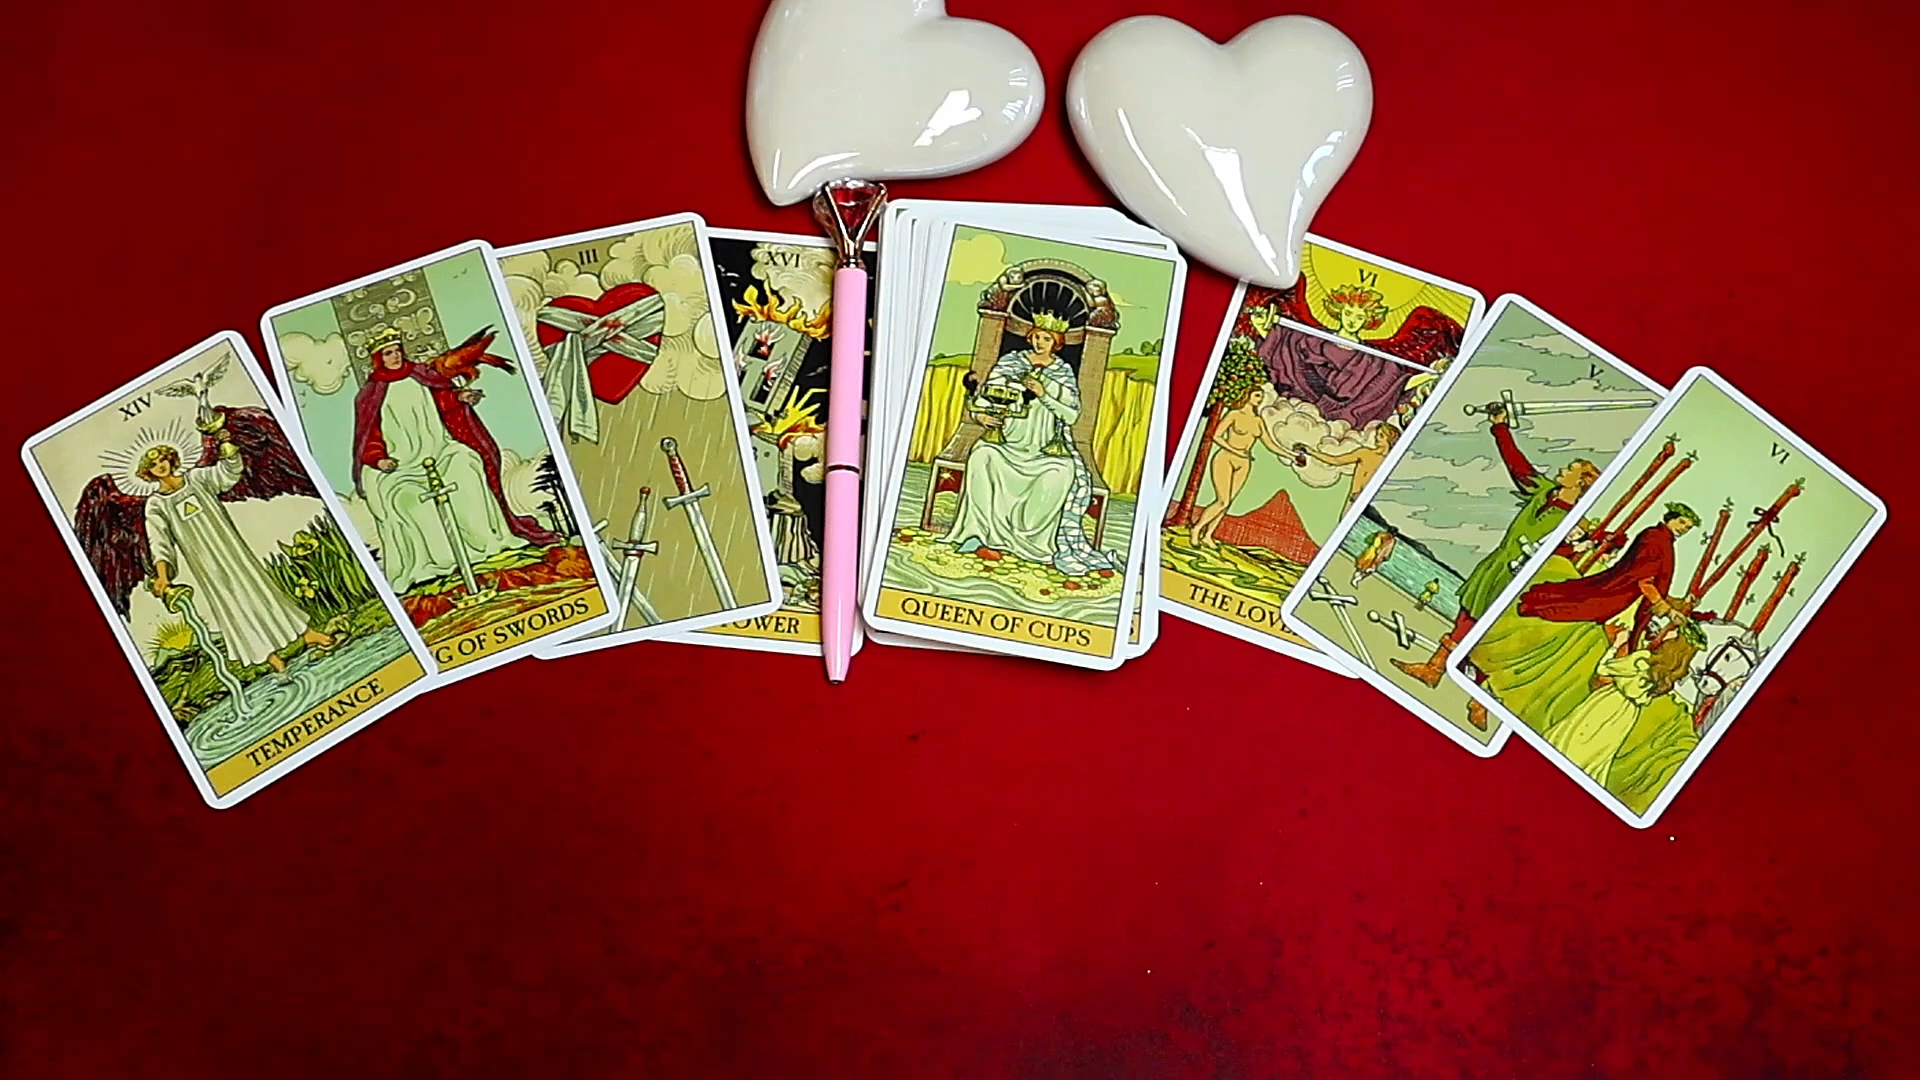 XIV
TEMPERANCE
G OF SWORDS
III
XVI
OWER
QUEEN OF CUPS
S
VI
THE LOVE
V
VI